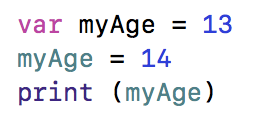 var myAge = 13
myAge = 14
print (myAge)